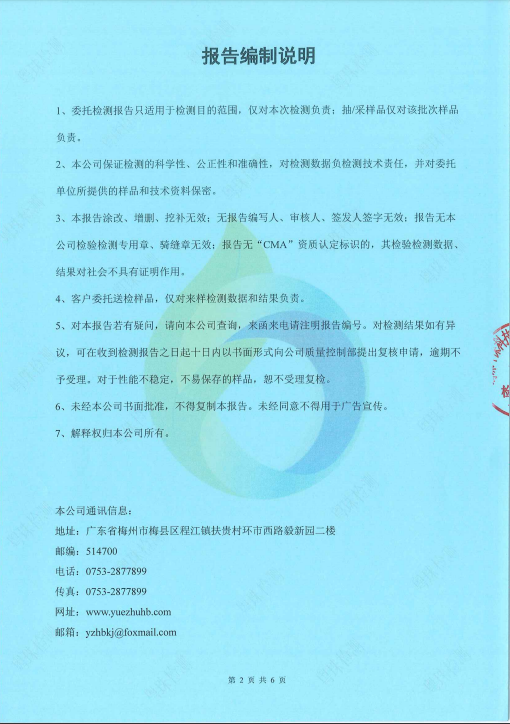 报告编制说明
1、委托检测报告只适用于检测目的范围，仅对本次检测负责；抽/采样品仅对该批次样品
负责。
2、本公司保证检测的科学性、公正性和准确性，对检测数据负检测技术责任，并对委托
单位所提供的样品和技术资料保密。
3、本报告涂改、增删、挖补无效；无报告编写人、审核人、签发人签字无效；报告无本
公司检验检测专用章、骑缝章无效；报告无“CMA”资质认定标识的，其检验检测数据、
结果对社会不具有证明作用。
4、客户委托送检样品，仅对来样检测数据和结果负责。
5、对本报告若有疑问，请向本公司查询，来函来电请注明报告编号。对检测结果如有异
议，可在收到检测报告之日起十日内以书面形式向公司质量控制部提出复核申请，逾期不
予受理。对于性能不稳定，不易保存的样品，恕不受理复检。
6、未经本公司书面批准，不得复制本报告。未经同意不得用于广告宣传。
7、解释权归本公司所有。
本公司通讯信息：
地址：广东省梅州市梅县区程江镇扶贵村环市西路毅新园二楼
邮编：514700
电话：0753-2877899
传真：0753-2877899
网址：www.yuezhuhb.com
邮箱：yzhbkj@foxmail.com
第 2 页 共 6 页